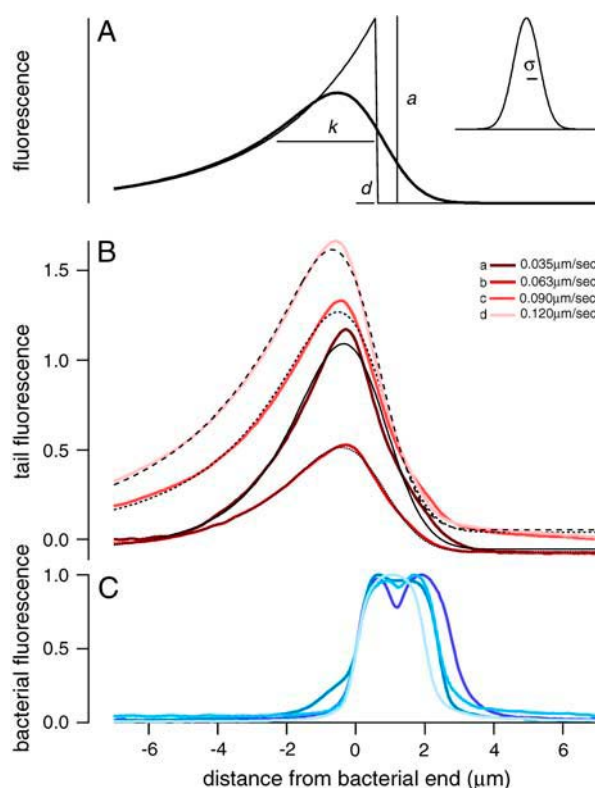 A
fluorescence
σ
a
k
d
B
tail fluorescence
1.5
1.0
0.5
0.0
a 0.035μm/sec
b 0.063μm/sec
c 0.090μm/sec
d 0.120μm/sec
C
bacterial fluorescence
1.0
0.5
0.0
-6 -4 -2 0 2 4 6
distance from bacterial end (μm)